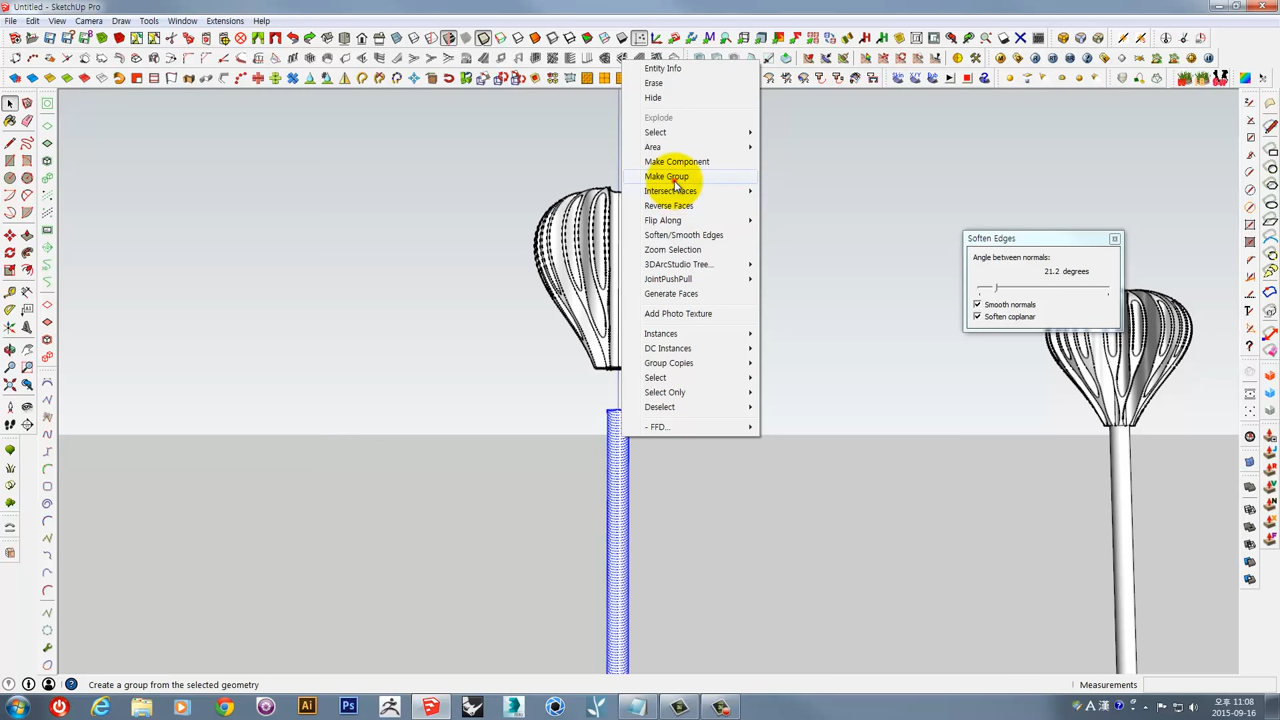 Untitled - SketchUp Pro
File Edit View Camera Draw Tools Window Extensions Help
Entity Info
Erase
Hide
Explode
Select
Area
Make Component
Make Group
Intersect Faces
Reverse Faces
Flip Along
Soften/Smooth Edges
Zoom Selection
3DArcStudio Tree...
JointPushPull
Generate Faces
Add Photo Texture
Instances
DC Instances
Group Copies
Select
Select Only
Deselect
- FFD...
Soften Edges
Angle between normals:
21.2 degrees
Smooth normals
Soften coplanar
Create a group from the selected geometry
Measurements
Ai
Ps
A 漢
오후 11:08
2015-09-16